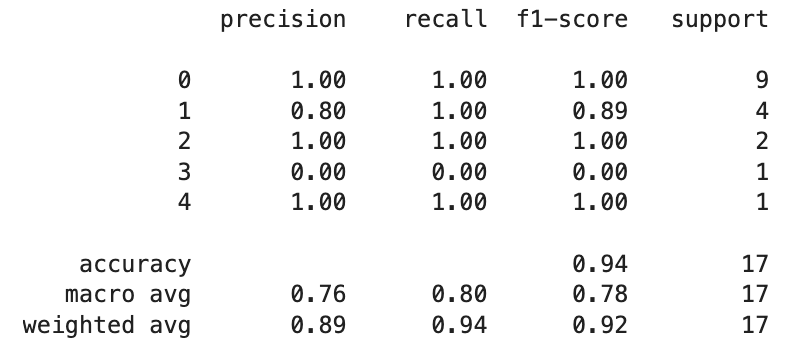 precision recall f1-score support
0 1.00 1.00 1.00 9
1 0.80 1.00 0.89 4
2 1.00 1.00 1.00 2
3 0.00 0.00 0.00 1
4 1.00 1.00 1.00 1
accuracy 0.94 17
macro avg 0.76 0.80 0.78 17
weighted avg 0.89 0.94 0.92 17